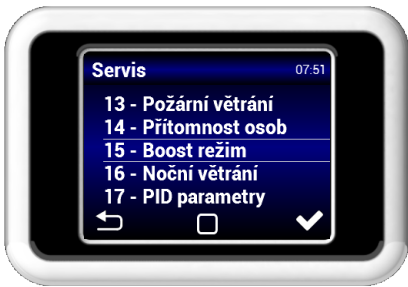 Servis 07:51
13 - Požární větrání
14 - Přítomnost osob
15 - Boost režim
16 - Noční větrání
17 - PID parametry